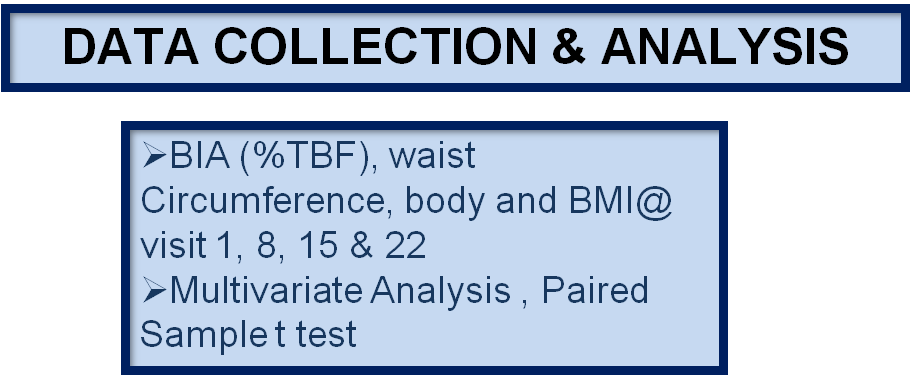 DATA COLLECTION & ANALYSIS
➢BIA (%TBF), waist
Circumference, body and BMI@
visit 1, 8, 15 & 22
➢Multivariate Analysis , Paired
Sample t test